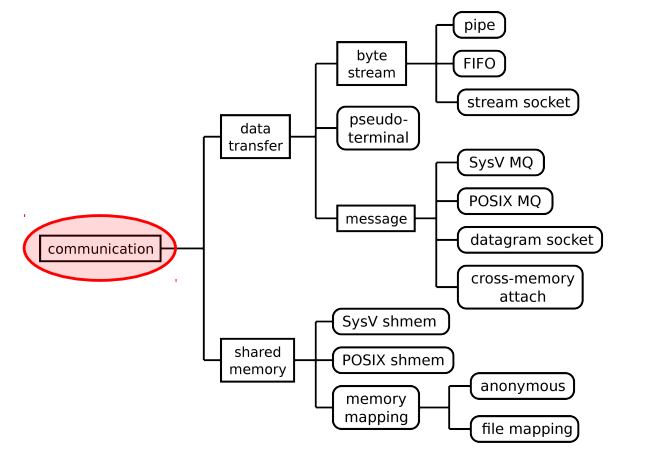 pipe
byte
stream
FIFO
stream socket
pseudo-
terminal
data
transfer
SysV MQ
POSIX MQ
message
datagram socket
communication
cross-memory
attach
SysV shmem
shared
memory
POSIX shmem
anonymous
memory
mapping
file mapping